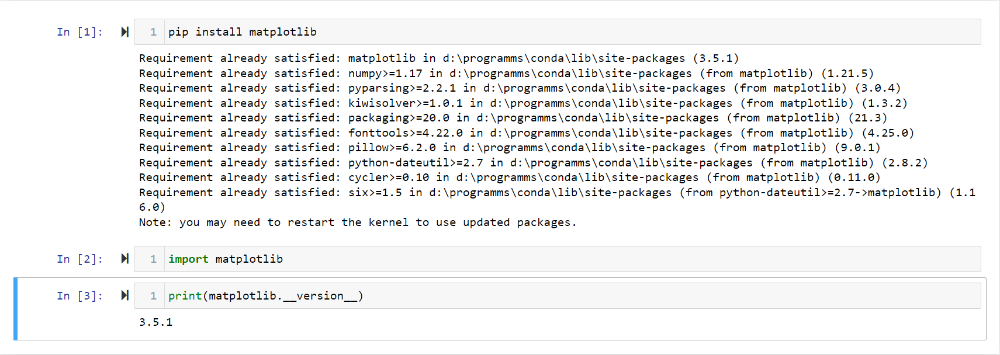 In [1]: 1 pip install matplotlib
Requirement already satisfied: matplotlib in d:\programms\conda\lib\site-packages (3.5.1)
Requirement already satisfied: numpy>=1.17 in d:\programms\conda\lib\site-packages (from matplotlib) (1.21.5)
Requirement already satisfied: pyparsing>=2.2.1 in d:\programms\conda\lib\site-packages (from matplotlib) (3.0.4)
Requirement already satisfied: kiwisolver>=1.0.1 in d:\programms\conda\lib\site-packages (from matplotlib) (1.3.2)
Requirement already satisfied: packaging>=20.0 in d:\programms\conda\lib\site-packages (from matplotlib) (21.3)
Requirement already satisfied: fonttools>=4.22.0 in d:\programms\conda\lib\site-packages (from matplotlib) (4.25.0)
Requirement already satisfied: pillow>=6.2.0 in d:\programms\conda\lib\site-packages (from matplotlib) (9.0.1)
Requirement already satisfied: python-dateutil>=2.7 in d:\programms\conda\lib\site-packages (from matplotlib) (2.8.2)
Requirement already satisfied: cycler>=0.10 in d:\programms\conda\lib\site-packages (from matplotlib) (0.11.0)
Requirement already satisfied: six>=1.5 in d:\programms\conda\lib\site-packages (from python-dateutil>=2.7->matplotlib) (1.1
6.0)
Note: you may need to restart the kernel to use updated packages.
In [2]: 1 import matplotlib
In [3]: 1 print(matplotlib.__version__)
3.5.1